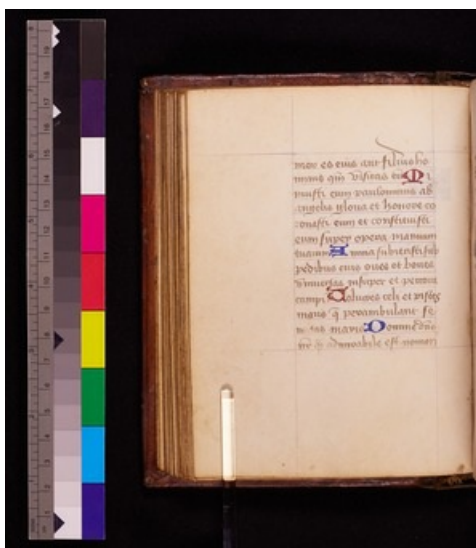 mor es eius aut filius ho
minis qm visitas eu Mi
nuisti eum paulominus ab
angelis gloria et honore co
ronasti eum et constituisti
eum super opera manuum
tuarum Omnia subiecisti sub
pedibus eius oues et boues
vniuersas insuper et pecora
campi Uolucres celi et pisces
maris q perambulant se
mitas maris Domine dns
nr q admirabile est nomen